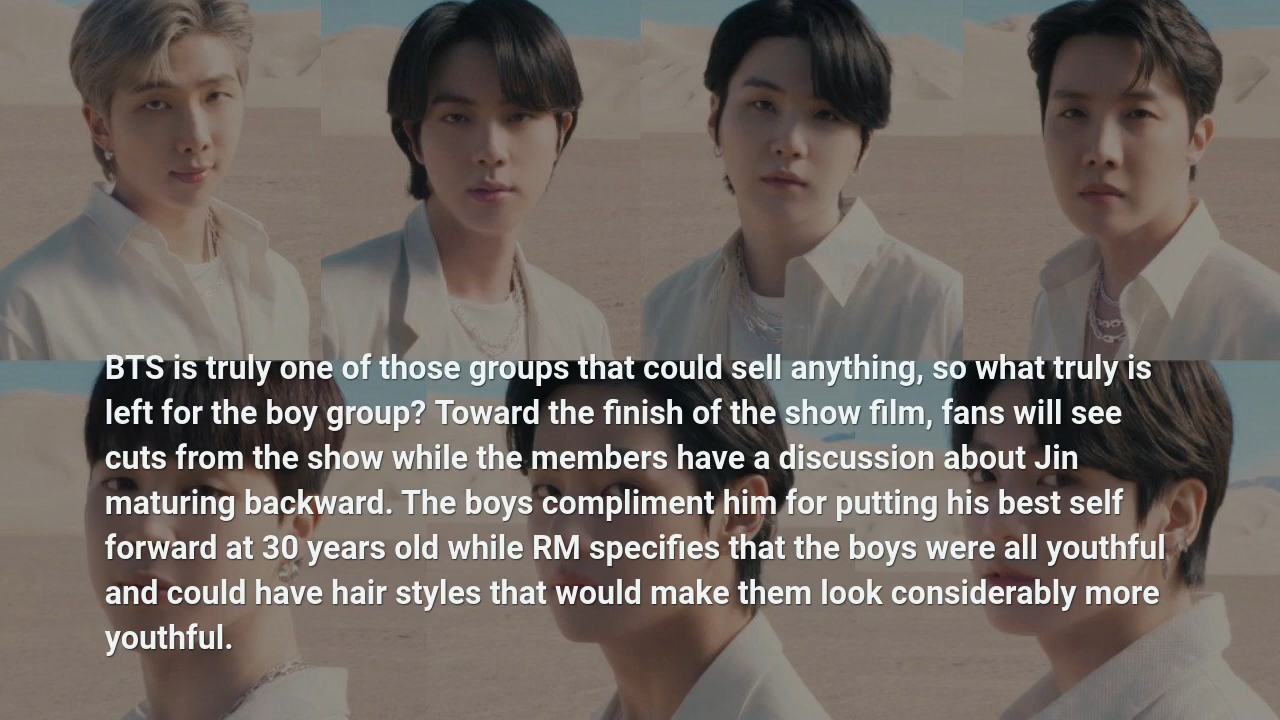 BTS is truly one of those groups that could sell anything, so what truly is
left for the boy group? Toward the finish of the show film, fans will see
cuts from the show while the members have a discussion about Jin
maturing backward. The boys compliment him for putting his best self
forward at 30 years old while RM specifies that the boys were all youthful
and could have hair styles that would make them look considerably more
youthful.